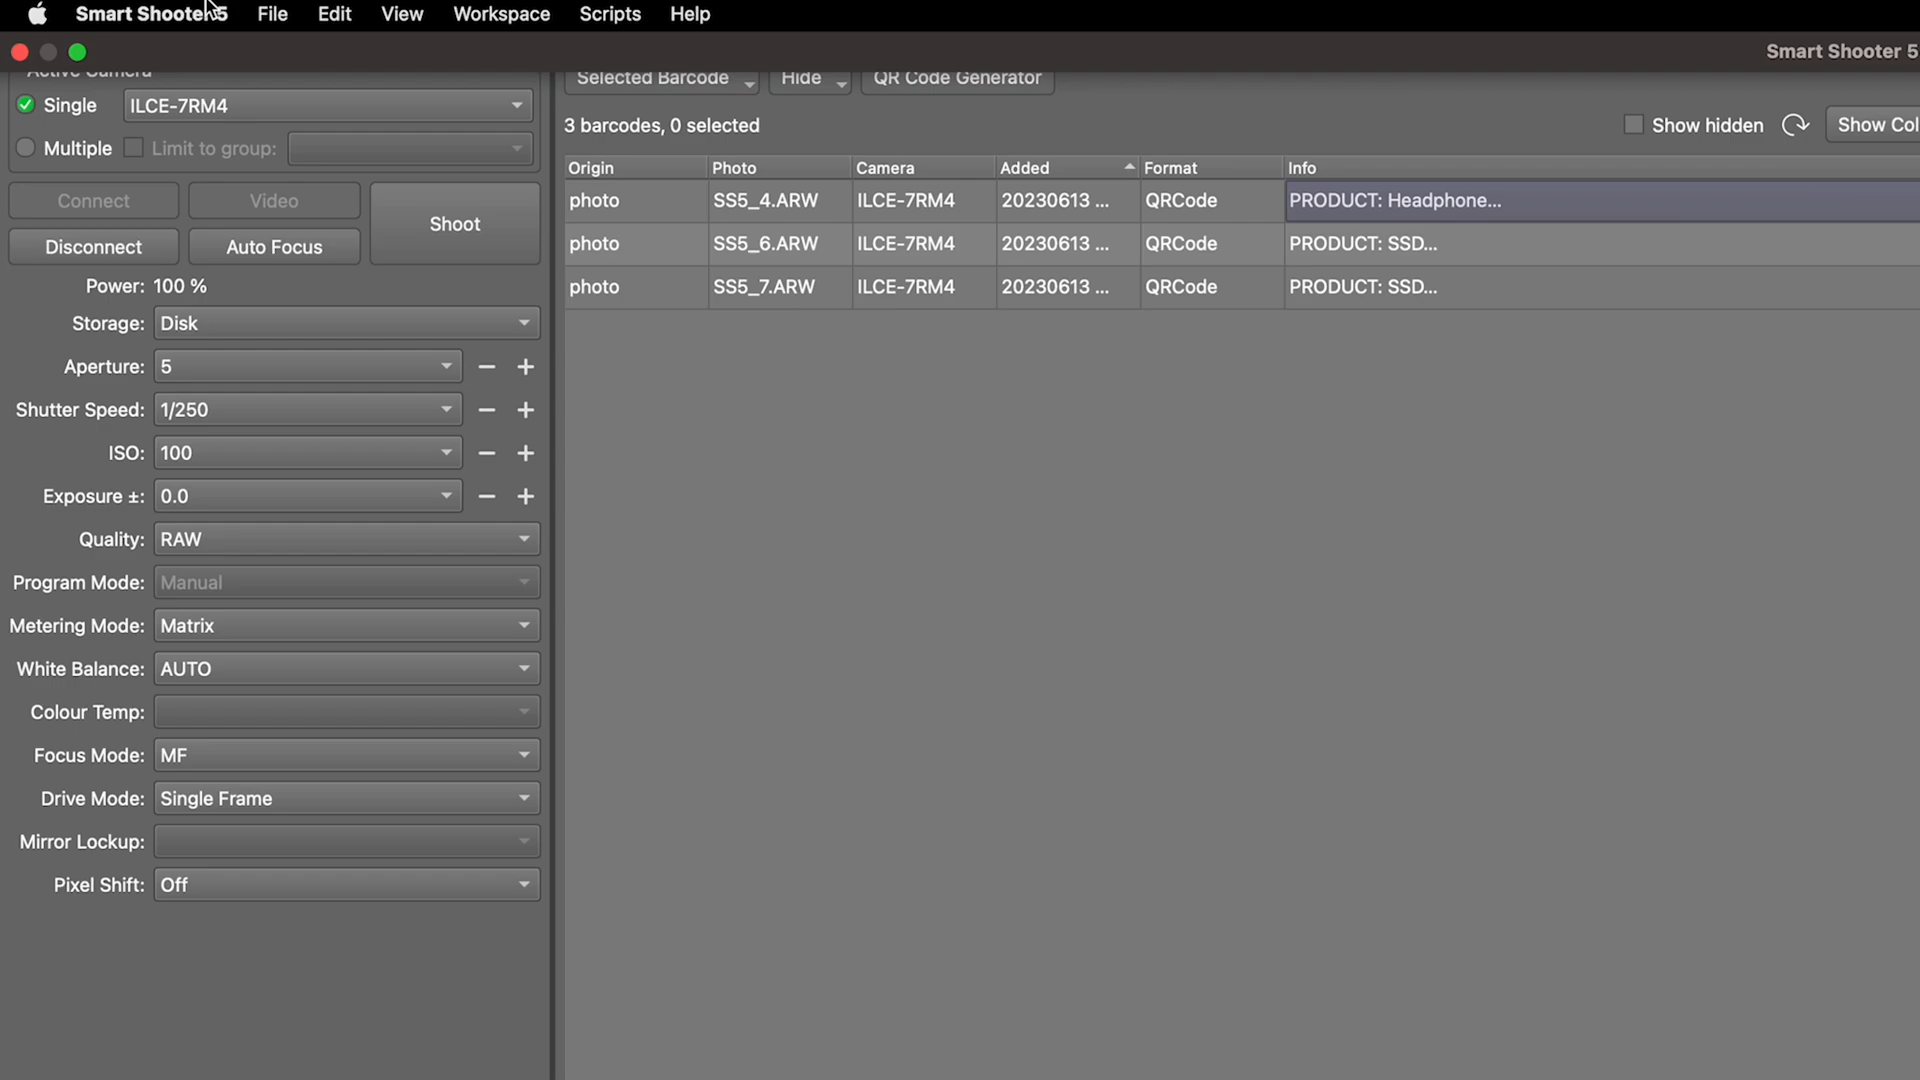 Smart Shooter 5 File Edit View Workspace Scripts Help
Smart Shooter 5
Active Camera
Selected Barcode Hide QR Code Generator
Single ILCE-7RM4
3 barcodes, 0 selected Show hidden Show Col
Multiple Limit to group:
Origin Photo Camera Added Format Info
photo SS5_4.ARW ILCE-7RM4 20230613 ... QRCode PRODUCT: Headphone...
photo SS5_6.ARW ILCE-7RM4 20230613 ... QRCode PRODUCT: SSD...
photo SS5_7.ARW ILCE-7RM4 20230613 ... QRCode PRODUCT: SSD...
Connect Video Shoot
Disconnect Auto Focus
Power: 100 %
Storage: Disk
Aperture: 5 − +
Shutter Speed: 1/250 − +
ISO: 100 − +
Exposure ±: 0.0 − +
Quality: RAW
Program Mode: Manual
Metering Mode: Matrix
White Balance: AUTO
Colour Temp:
Focus Mode: MF
Drive Mode: Single Frame
Mirror Lockup:
Pixel Shift: Off